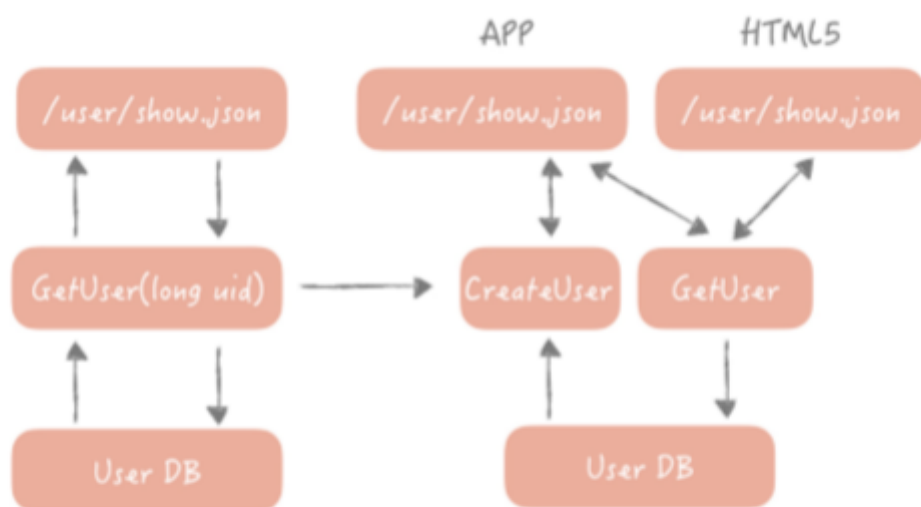 APP
HTML5
/user/show.json
/user/show.json
/user/show.json
GetUser(long uid)
CreateUser
GetUser
User DB
User DB